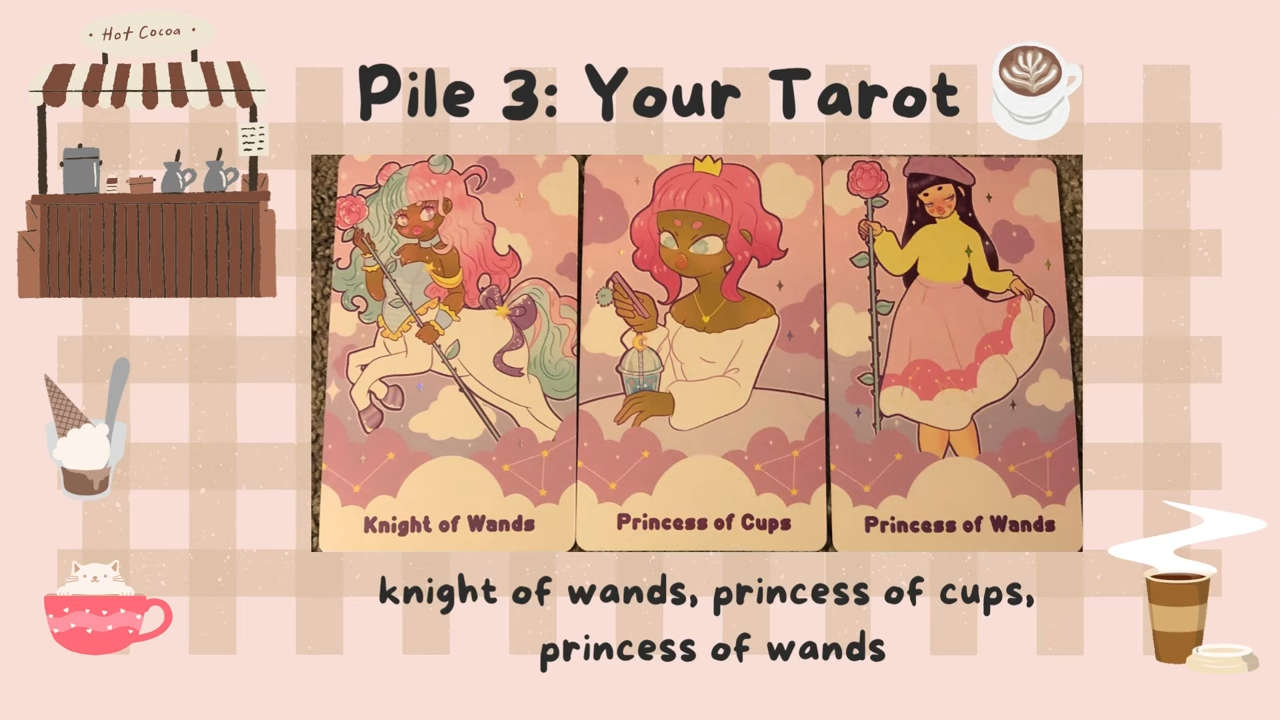 • Hot Cocoa •
Pile 3: Your Tarot
Knight of Wands
Princess of Cups
Princess of Wands
knight of wands, princess of cups,
princess of wands